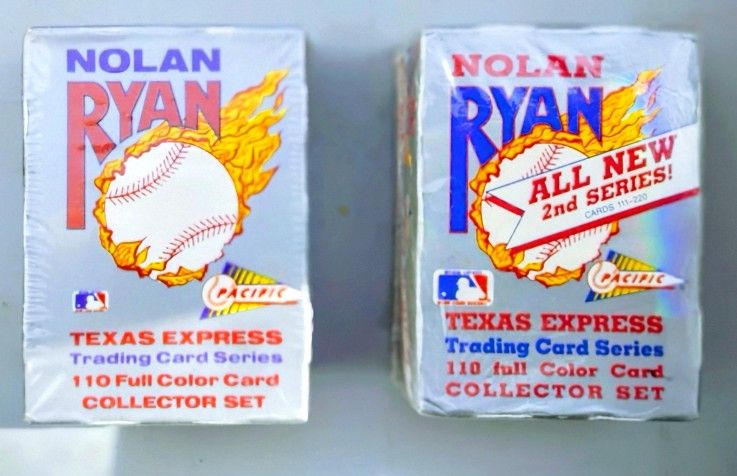 NOLAN
RYAN
PACIFIC
TEXAS EXPRESS
Trading Card Series
110 Full Color Card
COLLECTOR SET
NOLAN
RYAN
ALL NEW
2nd SERIES!
CARDS 111-220
PACIFIC
TEXAS EXPRESS
Trading Card Series
110 full Color Card
COLLECTOR SET